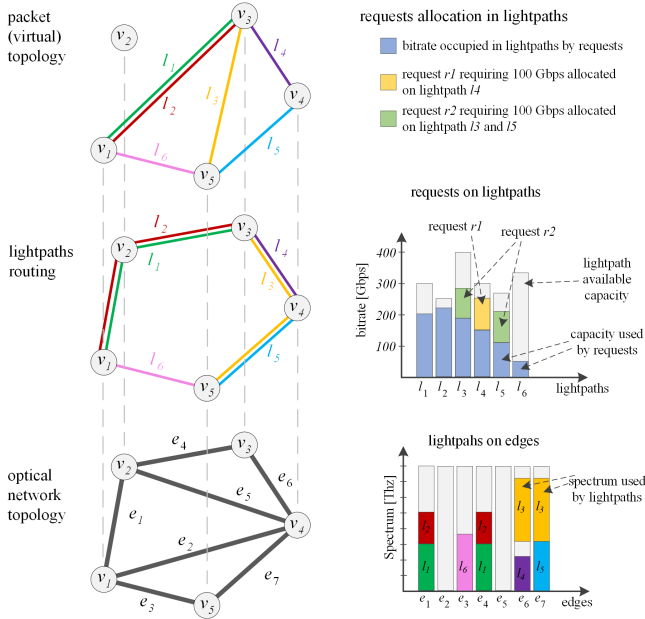 packet
(virtual)
topology
v2
v3
l1
l2
l3
l4
v4
l5
v1
l6
v5
lightpaths
routing
l2
v3
v2
l1
l4
l3
v4
v1
l6
l5
v5
optical
network
topology
e4
v3
v2
e6
e5
v4
e1
e2
v1
e7
e3
v5
requests allocation in lightpaths
bitrate occupied in lightpaths by requests
request r1 requiring 100 Gbps allocated
on lightpath l4
request r2 requiring 100 Gbps allocated
on lightpath l3 and l5
requests on lightpaths
request r1
request r2
bitrate [Gbps]
400
300
200
100
lightpath
available
capacity
capacity used
by requests
l1 l2 l3 l4 l5 l6
lightpaths
lightpahs on edges
Spectrum [Thz]
spectrum used
by lightpaths
l3 l3
l2 l2
l1 l6 l1 l4 l5
e1 e2 e3 e4 e5 e6 e7 edges